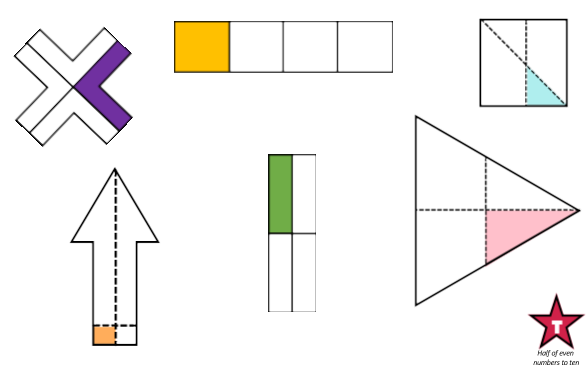 T
Half of even
numbers to ten